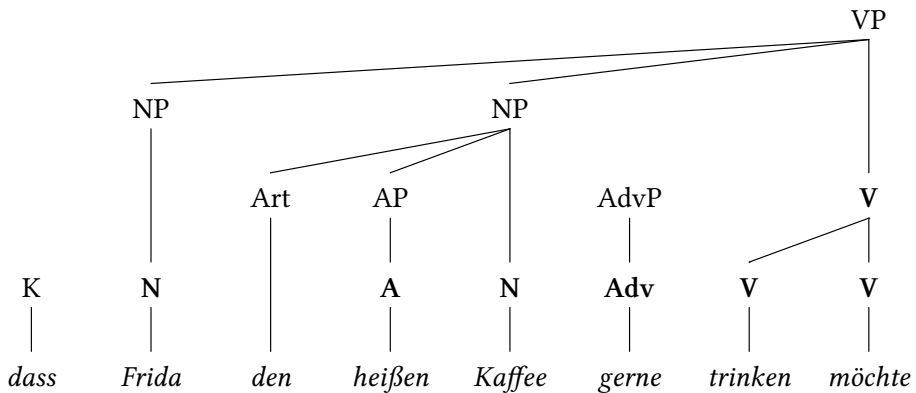 VP
NP NP
Art AP AdvP V
K N A N Adv V V
dass Frida den heißen Kaffee gerne trinken möchte